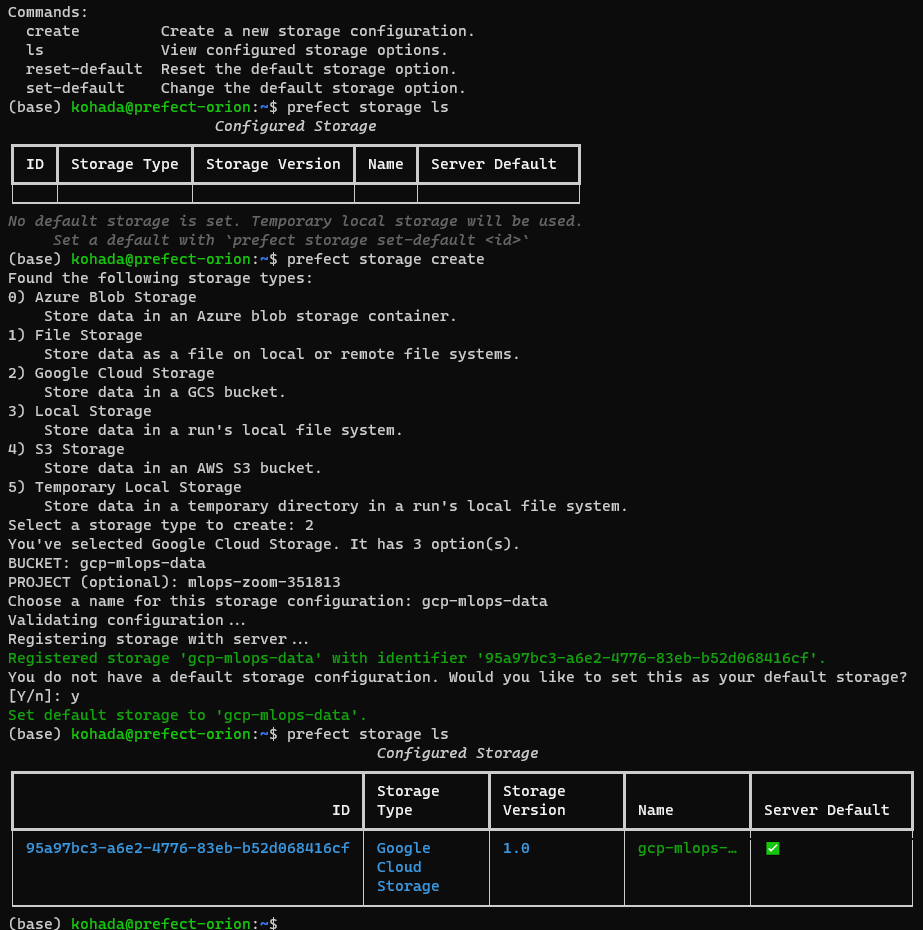 Commands:
  create         Create a new storage configuration.
  ls             View configured storage options.
  reset-default  Reset the default storage option.
  set-default    Change the default storage option.
(base) kohada@prefect-orion:~$ prefect storage ls
Configured Storage
ID Storage Type Storage Version Name Server Default
No default storage is set. Temporary local storage will be used.
Set a default with `prefect storage set-default <id>`
(base) kohada@prefect-orion:~$ prefect storage create
Found the following storage types:
0) Azure Blob Storage
    Store data in an Azure blob storage container.
1) File Storage
    Store data as a file on local or remote file systems.
2) Google Cloud Storage
    Store data in a GCS bucket.
3) Local Storage
    Store data in a run's local file system.
4) S3 Storage
    Store data in an AWS S3 bucket.
5) Temporary Local Storage
    Store data in a temporary directory in a run's local file system.
Select a storage type to create: 2
You've selected Google Cloud Storage. It has 3 option(s).
BUCKET: gcp-mlops-data
PROJECT (optional): mlops-zoom-351813
Choose a name for this storage configuration: gcp-mlops-data
Validating configuration...
Registering storage with server...
Registered storage 'gcp-mlops-data' with identifier '95a97bc3-a6e2-4776-83eb-b52d068416cf'.
You do not have a default storage configuration. Would you like to set this as your default storage?
[Y/n]: y
Set default storage to 'gcp-mlops-data'.
(base) kohada@prefect-orion:~$ prefect storage ls
Configured Storage
Storage Storage
ID Type Version Name Server Default
95a97bc3-a6e2-4776-83eb-b52d068416cf Google 1.0 gcp-mlops-… ✅
Cloud
Storage
(base) kohada@prefect-orion:~$